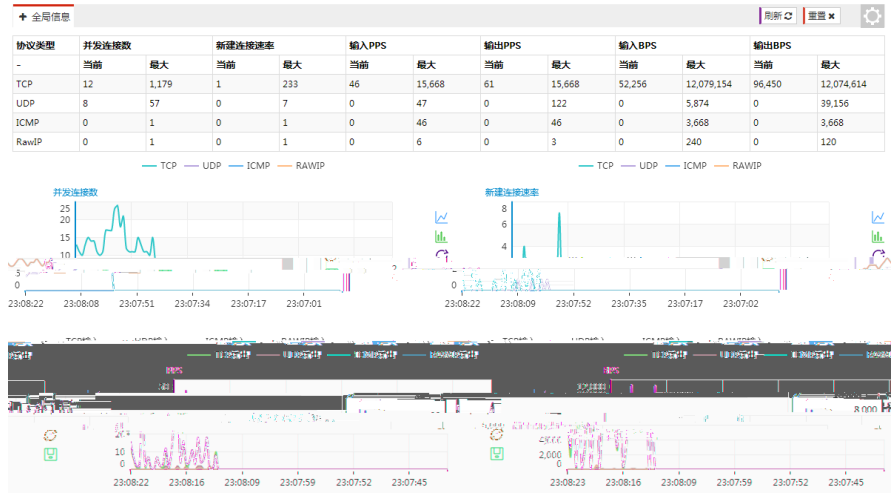 全局信息 刷新 重置
协议类型 并发连接数 新建连接速率 输入PPS 输出PPS 输入BPS 输出BPS
- 当前 最大 当前 最大 当前 最大 当前 最大 当前 最大 当前 最大
TCP 12 1,179 1 233 46 15,668 61 15,668 52,256 12,079,154 96,450 12,074,614
UDP 8 57 0 7 0 47 0 122 0 5,874 0 39,156
ICMP 0 1 0 1 0 46 0 46 0 3,668 0 3,668
RawIP 0 1 0 1 0 6 0 3 0 240 0 120
TCP UDP ICMP RAWIP TCP UDP ICMP RAWIP
并发连接数 新建连接速率
25 8
20 6
15 4
10
5
0 0
23:08:22 23:08:08 23:07:51 23:07:34 23:07:17 23:07:01 23:08:22 23:08:09 23:07:52 23:07:35 23:07:17 23:07:02
8,000
4,000
10 2,000
0 0
23:08:22 23:08:16 23:08:09 23:07:59 23:07:52 23:07:45 23:08:23 23:08:16 23:08:09 23:07:59 23:07:52 23:07:45